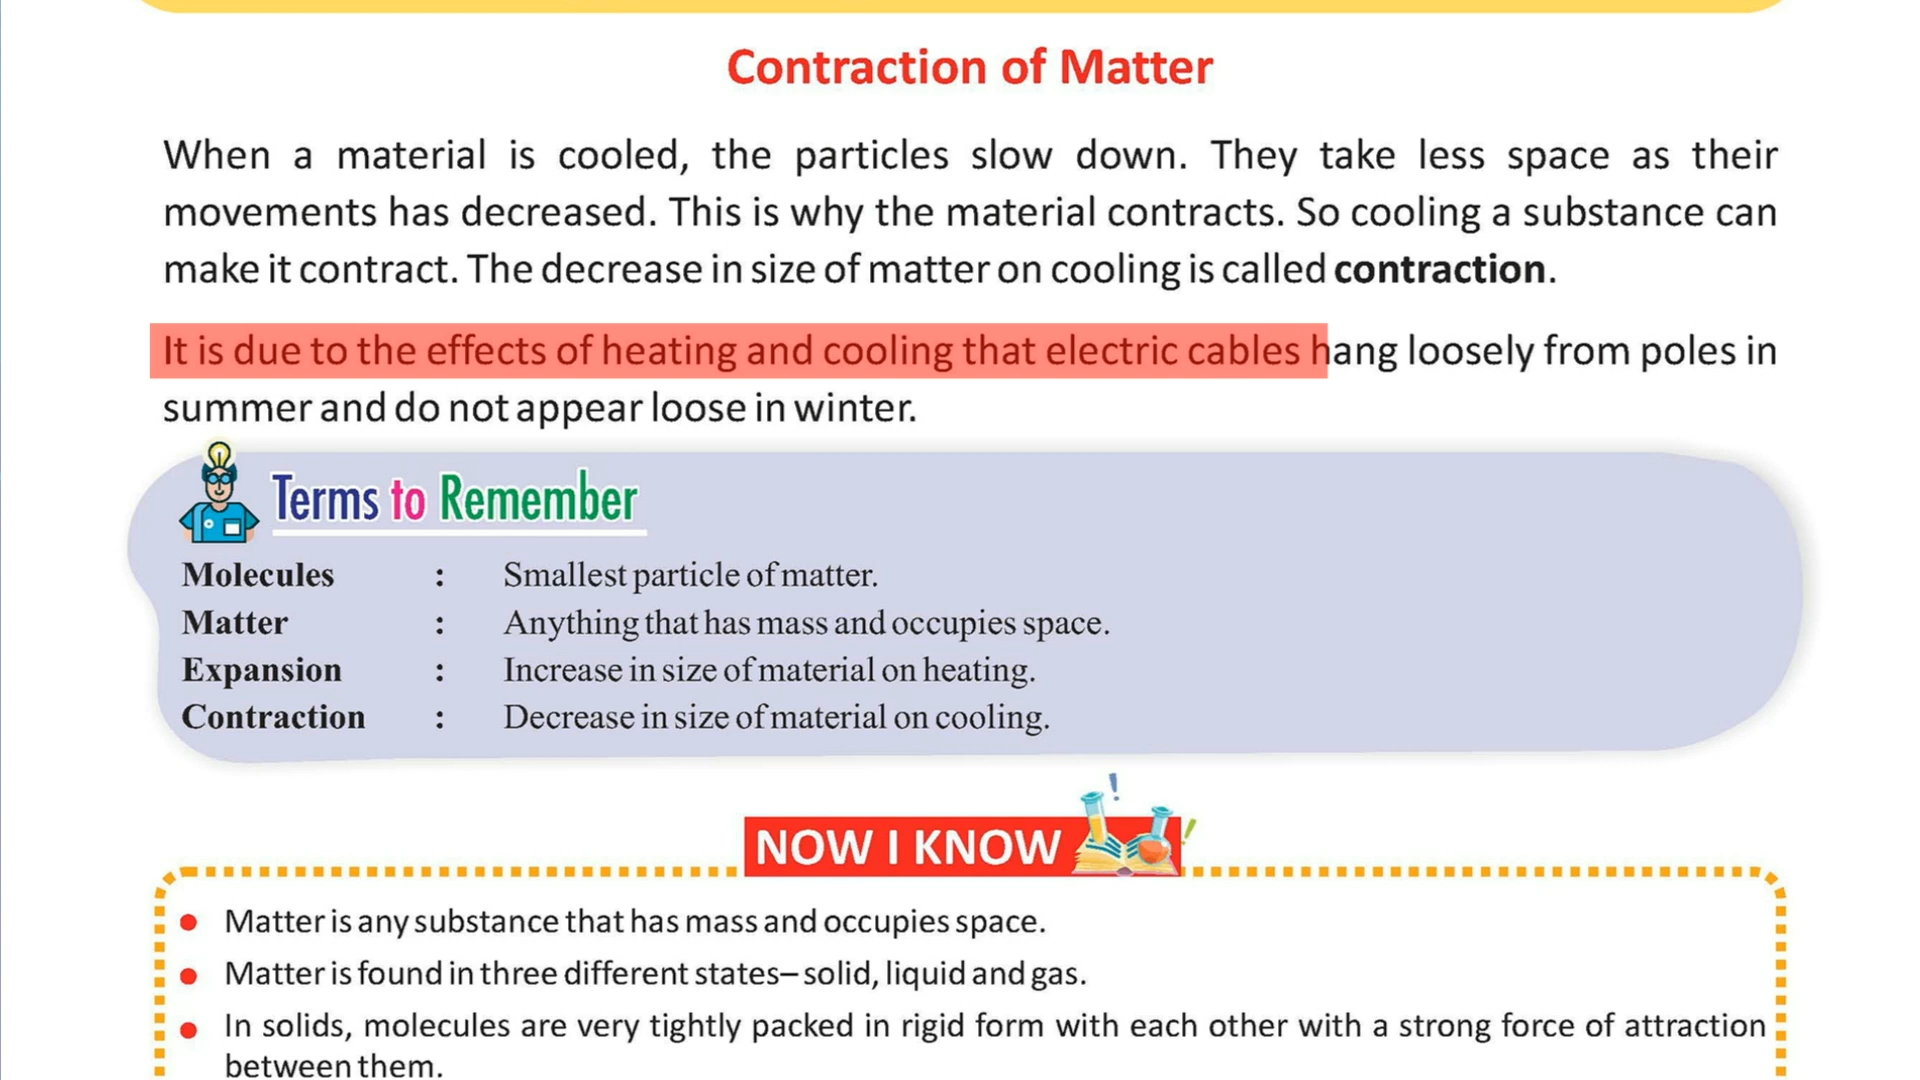 Contraction of Matter
When a material is cooled, the particles slow down. They take less space as their
movements has decreased. This is why the material contracts. So cooling a substance can
make it contract. The decrease in size of matter on cooling is called contraction.
It is due to the effects of heating and cooling that electric cables hang loosely from poles in
summer and do not appear loose in winter.
Terms to Remember
Molecules : Smallest particle of matter.
Matter : Anything that has mass and occupies space.
Expansion : Increase in size of material on heating.
Contraction : Decrease in size of material on cooling.
NOW I KNOW
Matter is any substance that has mass and occupies space.
Matter is found in three different states– solid, liquid and gas.
In solids, molecules are very tightly packed in rigid form with each other with a strong force of attraction
between them.